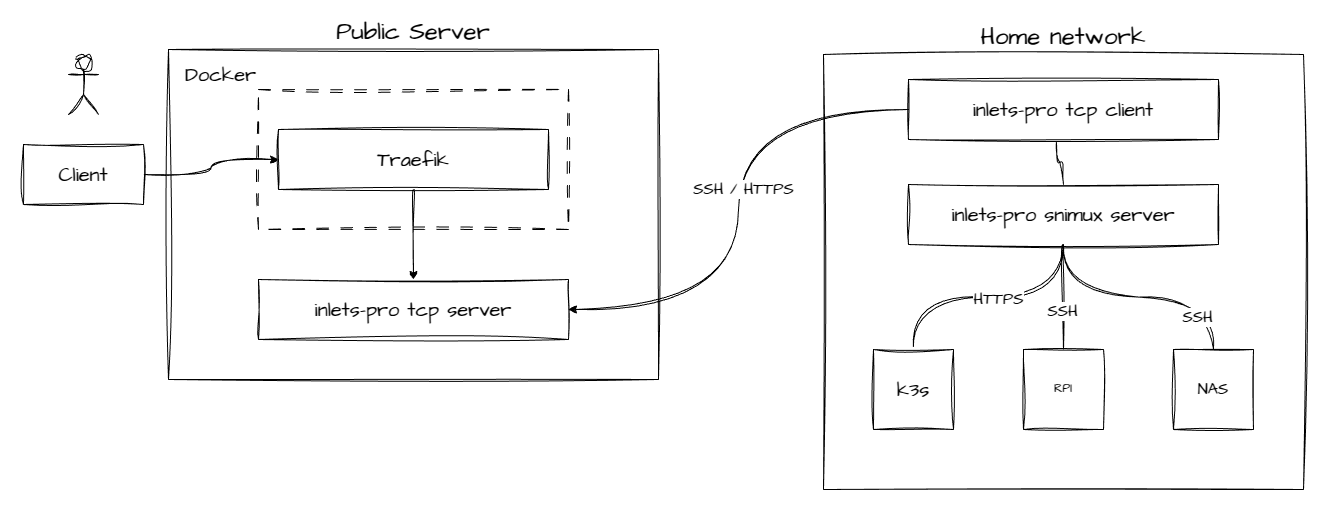 Public Server
Home network
Docker
inlets-pro tcp client
Traefik
Client
SSH / HTTPS
inlets-pro snimux server
inlets-pro tcp server
HTTPS
SSH
SSH
k3s
RPI
NAS